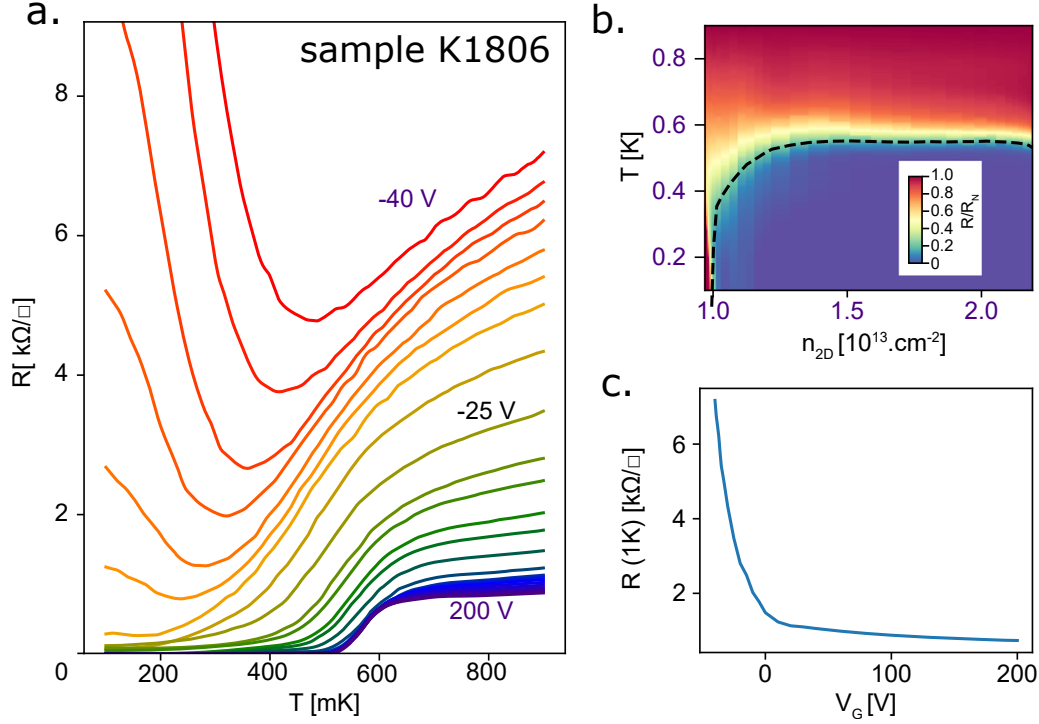 a.
sample K1806
8
6
4
2
0
R[ kΩ/□]
-40 V
-25 V
200 V
200
400
600
800
T [mK]
b.
0.8
0.6
0.4
0.2
T [K]
1.0
0.8
0.6
0.4
0.2
0
R/R_N
1.0
1.5
2.0
n_2D [10^13.cm^-2]
c.
6
4
2
R (1K) [kΩ/□]
0
100
200
V_G [V]